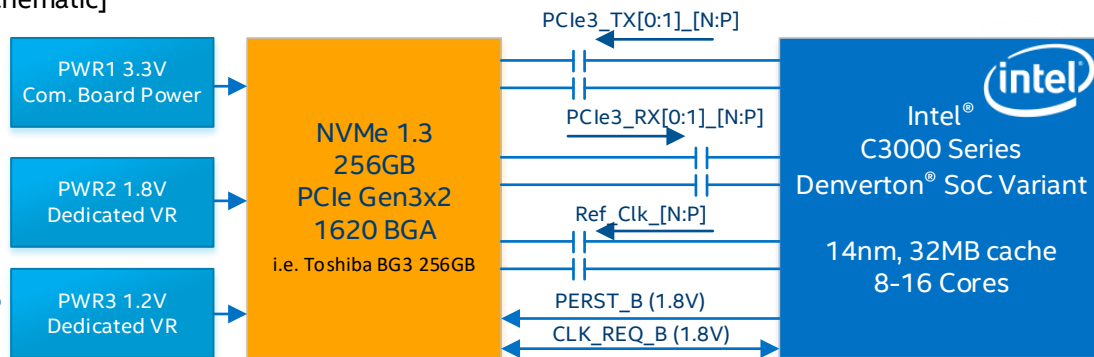 hematic]
PWR1 3.3V
Com. Board Power
PWR2 1.8V
Dedicated VR
PWR3 1.2V
Dedicated VR
NVMe 1.3
256GB
PCIe Gen3x2
1620 BGA
i.e. Toshiba BG3 256GB
PCIe3_TX[0:1]_[N:P]
PCIe3_RX[0:1]_[N:P]
Ref_Clk_[N:P]
PERST_B (1.8V)
CLK_REQ_B (1.8V)
intel
Intel®
C3000 Series
Denverton® SoC Variant
14nm, 32MB cache
8-16 Cores